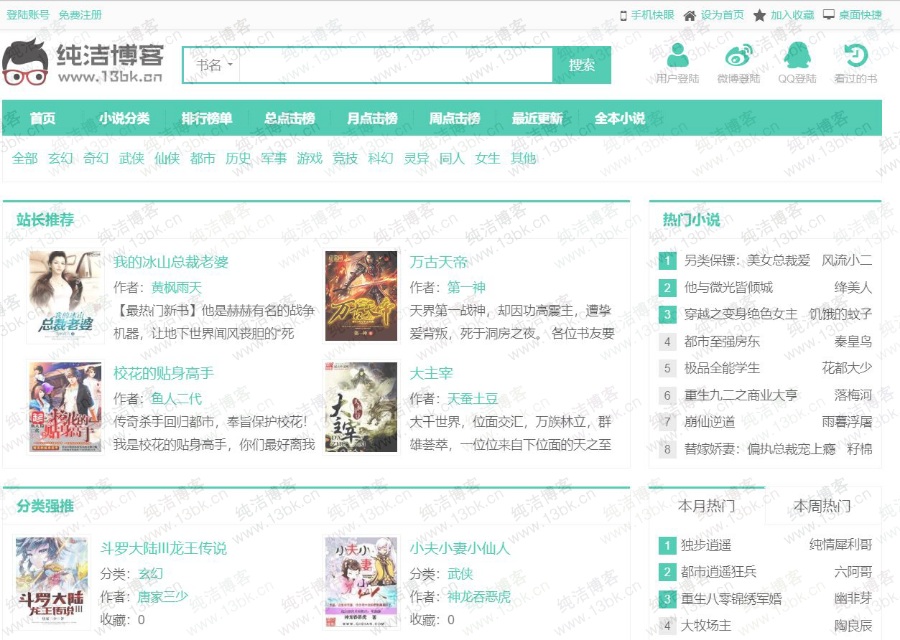 登陆账号 免费注册
手机快眼 设为首页 加入收藏 桌面快捷
纯洁博客
www.13bk.cn
书名
搜索
用户登陆 微博登陆 QQ登陆 看过的书
首页 小说分类 排行榜单 总点击榜 月点击榜 周点击榜 最近更新 全本小说
全部 玄幻 奇幻 武侠 仙侠 都市 历史 军事 游戏 竞技 科幻 灵异 同人 女生 其他
站长推荐
我的冰山总裁老婆
作者：黄枫雨天
【最热门新书】他是赫赫有名的战争
机器，让地下世界闻风丧胆的“死
万古天帝
作者：第一神
天界第一战神，却因功高震主，遭挚
爱背叛，死于洞房之夜。 各位书友要
校花的贴身高手
作者：鱼人二代
传奇杀手回归都市，奉旨保护校花！
我是校花的贴身高手，你们最好离我
大主宰
作者：天蚕土豆
大千世界，位面交汇，万族林立，群
雄荟萃，一位位来自下位面的天之至
热门小说
1 另类保镖：美女总裁爱 风流小二
2 他与微光皆倾城 绛美人
3 穿越之变身绝色女主 饥饿的蚊子
4 都市至强房东 秦皇鸟
5 极品全能学生 花都大少
6 重生九二之商业大亨 落梅河
7 崩仙逆道 雨暮浮屠
8 替嫁娇妻：偏执总裁宠上瘾 籽棉
分类强推
斗罗大陆III龙王传说
分类：玄幻
作者：唐家三少
收藏：0
小夫小妻小仙人
分类：武侠
作者：神龙吞恶虎
收藏：0
本月热门 本周热门
1 独步逍遥 纯情犀利哥
2 都市逍遥狂兵 六阿哥
3 重生八零锦绣军婚 幽非芽
4 大牧场主 陶良辰